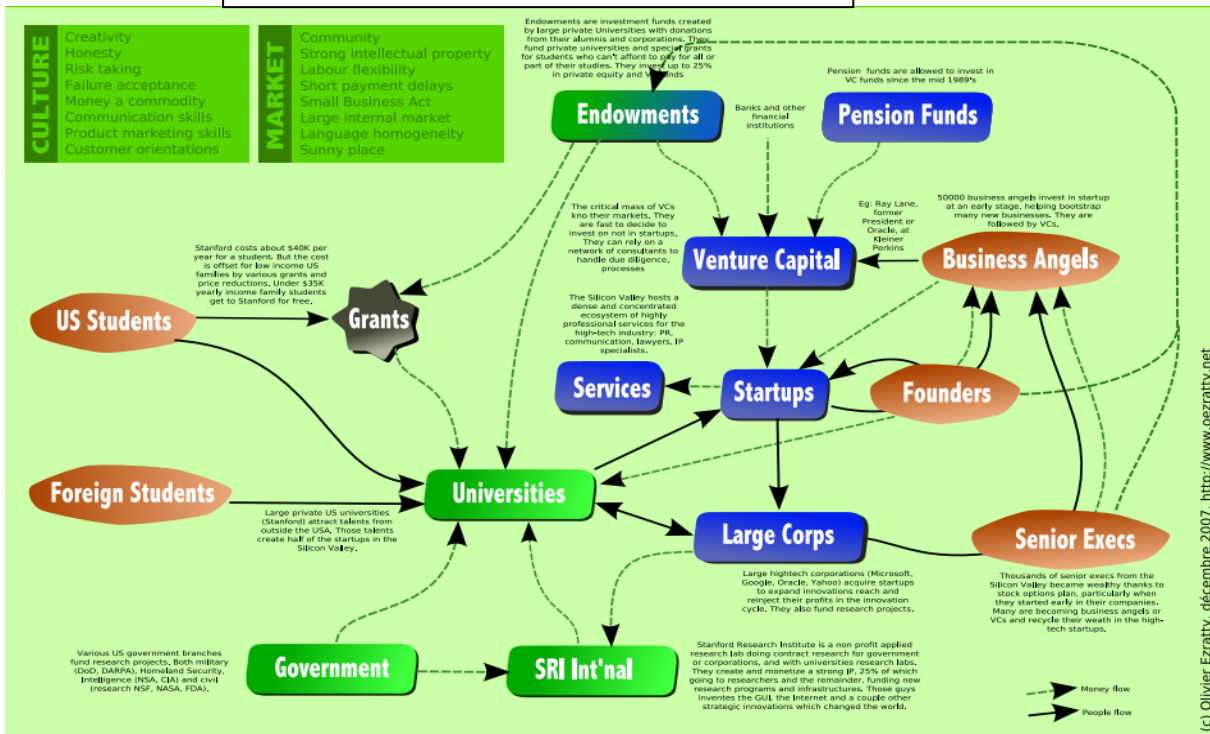 CULTURE
Creativity
Honesty
Risk taking
Failure acceptance
Money a commodity
Communication skills
Product marketing skills
Customer orientations
MARKET
Community
Strong intellectual property
Labour flexibility
Short payment delays
Small Business Act
Large internal market
Language homogeneity
Sunny place
Endowments are investment funds created
by large private Universities with donations
from their alumnis and corporations. They
fund private universities and special grants
for students who can't afford to pay for all or
part of their studies. They invest up to 25%
in private equity and VC funds
Endowments
Banks and other
financial
institutions
Pension funds are allowed to invest in
VC funds since the mid 1989's
Pension Funds
The critical mass of VCs
kno their markets. They
are fast to decide to
invest on not in startups.
They can rely on a
network of consultants to
handle due diligence,
processes
Venture Capital
Eg: Ray Lane,
former
President or
Oracle, at
Kleiner
Perkins
50000 business angels invest in startup
at an early stage, helping bootstrap
many new businesses. They are
followed by VCs.
Business Angels
Stanford costs about $40K per
year for a student. But the cost
is offset for low income US
families by various grants and
price reductions. Under $35K
yearly income family students
get to Stanford for free.
US Students
Grants
The Silicon Valley hosts a
dense and concentrated
ecosystem of highly
professional services for the
high-tech industry: PR,
communication, lawyers, IP
specialists.
Services
Startups
Founders
Foreign Students
Large private US universities
(Stanford) attract talents from
outside the USA. Those talents
create half of the startups in the
Silicon Valley.
Universities
Large Corps
Large hightech corporations (Microsoft,
Google, Oracle, Yahoo) acquire startups
to expand innovations reach and
reinject their profits in the innovation
cycle. They also fund research projects.
Senior Execs
Thousands of senior execs from the
Silicon Valley became wealthy thanks to
stock options plan, particularly when
they started early in their companies.
Many are becoming business angels or
VCs and recycle their weath in the high-
tech startups.
Various US government branches
fund research projects. Both military
(DoD, DARPA), Homeland Security,
Intelligence (NSA, CIA) and civil
(research NSF, NASA, FDA).
Government
SRI Int'nal
Stanford Research Institute is a non profit applied
research lab doing contract research for government
or corporations, and with universities research labs.
They create and monetize a strong IP, 25% of which
going to researchers and the remainder, funding new
research programs and infrastructures. Those guys
inventes the GUI, the Internet and a couple other
strategic innovations which changed the world.
Money flow
People flow
(c) Olivier Ezratty, décembre 2007, http://www.oezratty.net